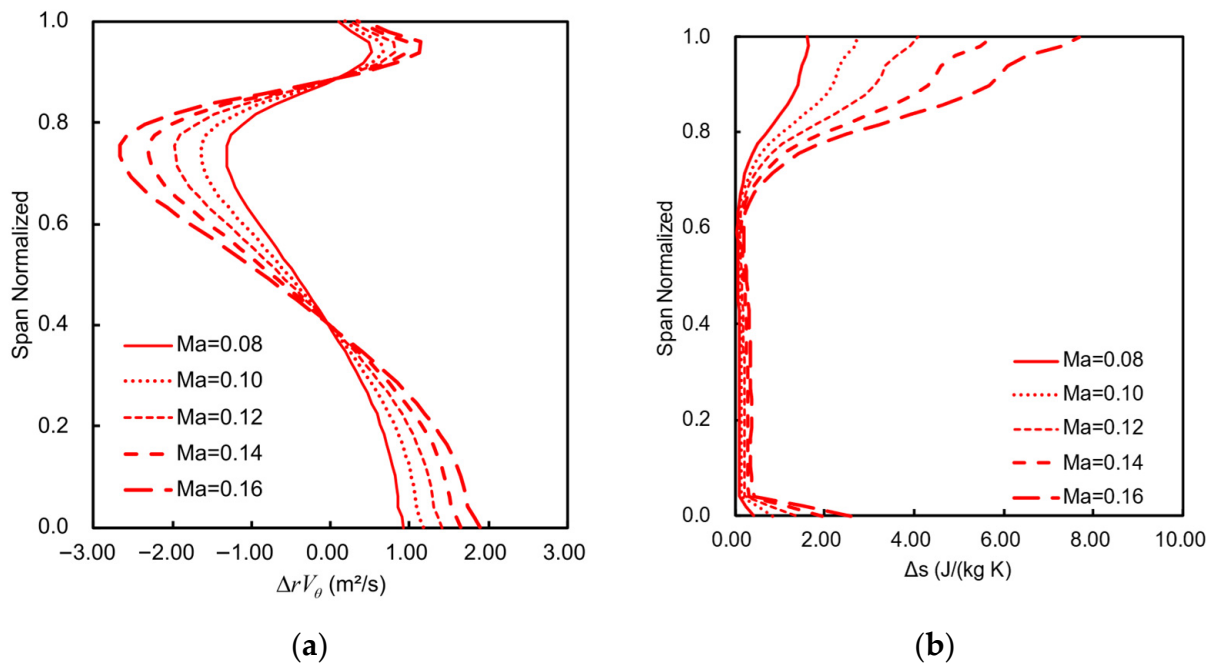 1.0
0.8
0.6
0.4
0.2
0.0
Span Normalized
Ma=0.08
Ma=0.10
Ma=0.12
Ma=0.14
Ma=0.16
−3.00 −2.00 −1.00 0.00 1.00 2.00 3.00
ΔrVθ (m²/s)
(a)
1.0
0.8
0.6
0.4
0.2
0.0
Span Normalized
Ma=0.08
Ma=0.10
Ma=0.12
Ma=0.14
Ma=0.16
0.00 2.00 4.00 6.00 8.00 10.00
Δs (J/(kg K)
(b)